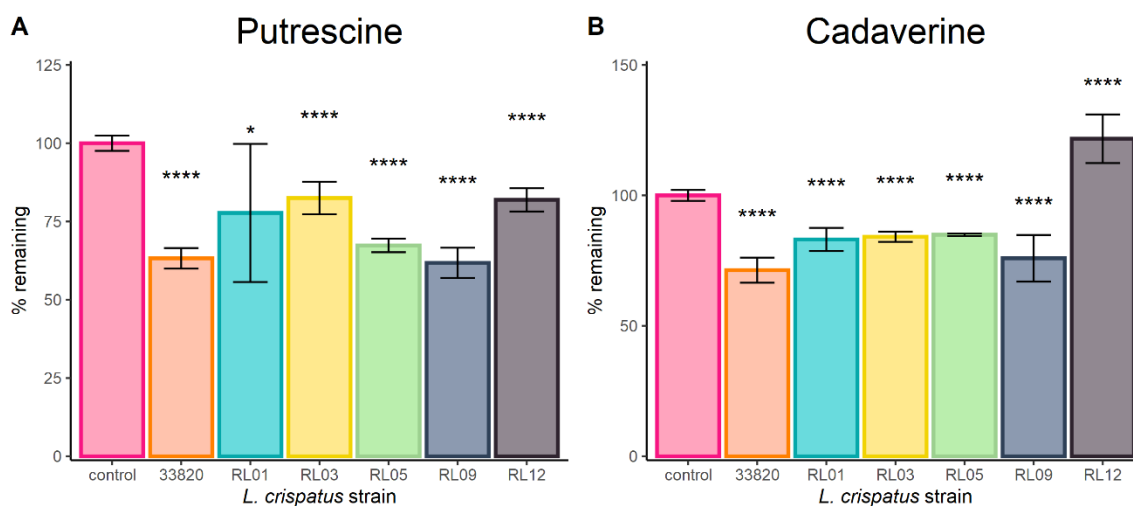 A
Putrescine
125
100
75
50
25
0
% remaining
****
*
****
****
****
****
control 33820 RL01 RL03 RL05 RL09 RL12
L. crispatus strain
B
Cadaverine
150
100
50
0
% remaining
****
****
****
****
****
****
control 33820 RL01 RL03 RL05 RL09 RL12
L. crispatus strain